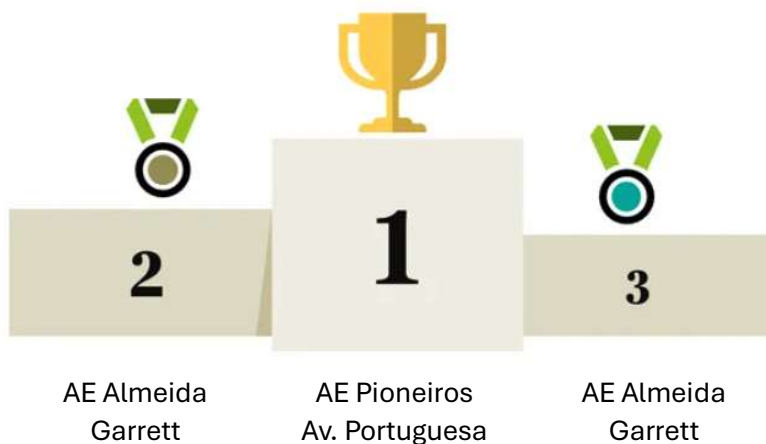 2
1
3
AE Almeida
Garrett
AE Pioneiros
Av. Portuguesa
AE Almeida
Garrett